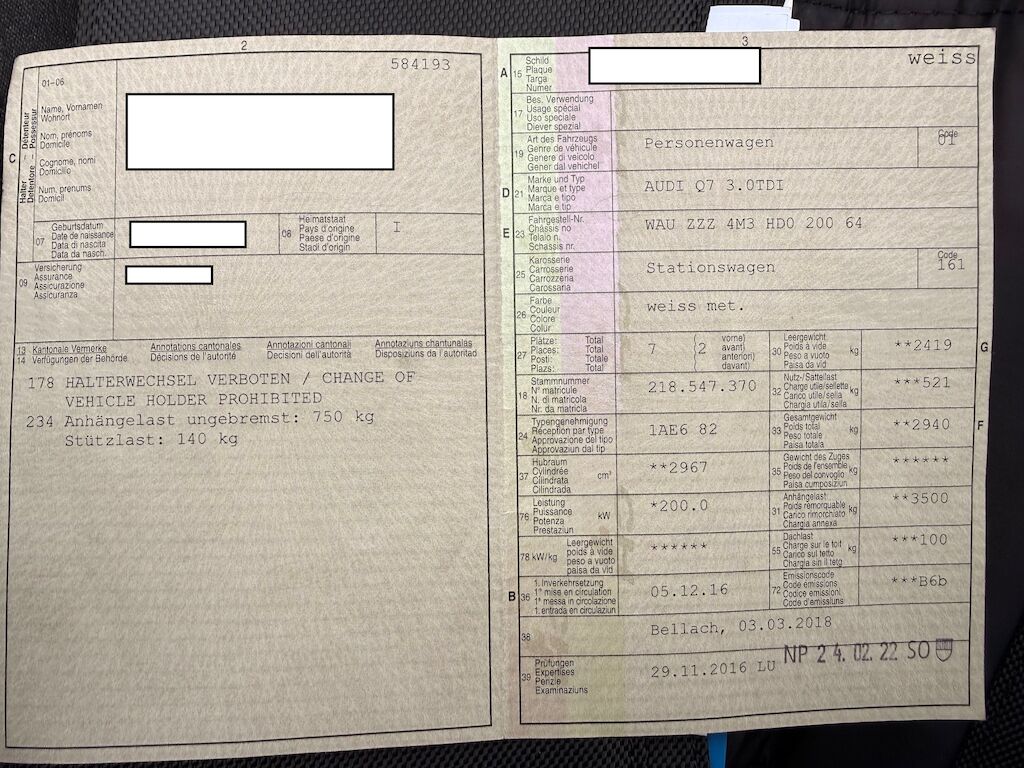 2
584193
01-06
C
Halter – Détenteur
Detentore – Possessur
Name, Vornamen
Wohnort
Nom, prénoms
Domicile
Cognome, nomi
Domicilio
Num, prenums
Domicil
07
Geburtsdatum
Date de naissance
Data di nascita
Data da nasch.
08
Heimatstaat
Pays d'origine
Paese d'origine
Stadi d'origin
I
09
Versicherung
Assurance
Assicurazione
Assicuranza
13 Kantonale Vermerke Annotations cantonales Annotazioni cantonali Annotaziuns chantunalas
14 Verfügungen der Behörde Décisions de l'autorité Decisioni dell'autorità Disposiziuns da l'autoritad
178 HALTERWECHSEL VERBOTEN / CHANGE OF
VEHICLE HOLDER PROHIBITED
234 Anhängelast ungebremst: 750 kg
Stützlast: 140 kg
3
A 15
Schild
Plaque
Targa
Numer
weiss
17
Bes. Verwendung
Usage spécial
Uso speciale
Diever spezial
19
Art des Fahrzeugs
Genre de véhicule
Genere di veicolo
Gener dal vehichel
Personenwagen
Code
01
D 21
Marke und Typ
Marque et type
Marca e tipo
Marca e tip
AUDI Q7 3.0TDI
E 23
Fahrgestell-Nr.
Châssis no
Telaio n.
Schassis nr.
WAU ZZZ 4M3 HD0 200 64
25
Karosserie
Carrosserie
Carrozzeria
Carossaria
Stationswagen
Code
161
26
Farbe
Couleur
Colore
Colur
weiss met.
27
Plätze: Total
Places: Total
Posti: Totale
Plazs: Total
7
2
vorne)
avant)
anteriori)
davant)
30
Leergewicht
Poids à vide
Peso a vuoto
Paisa da vid
kg
**2419
G
18
Stammnummer
N° matricule
N. di matricola
Nr. da matricla
218.547.370
32
Nutz-/Sattellast
Charge utile/sellette
Carico utile/sella
Chargia utila/sella
kg
***521
24
Typengenehmigung
Réception par type
Approvazione del tipo
Approvaziun dal tip
1AE6 82
33
Gesamtgewicht
Poids total
Peso totale
Paisa totala
kg
**2940
F
37
Hubraum
Cylindrée
Cilindrata
Cilindrada
cm³
**2967
35
Gewicht des Zuges
Poids de l'ensemble
Peso del convoglio
Paisa cumposiziun
kg
******
76
Leistung
Puissance
Potenza
Prestaziun
kW
*200.0
31
Anhängelast
Poids remorquable
Carico rimorchiato
Chargia annexa
kg
**3500
78 kW/kg
Leergewicht
poids à vide
peso a vuoto
paisa da vid
******
55
Dachlast
Charge sur le toit
Carico sul tetto
Chargia sin il tetg
kg
***100
B 36
1. Inverkehrsetzung
1re mise en circulation
1a messa in circolazione
1. entrada en circulaziun
05.12.16
72
Emissionscode
Code émissions
Codice emissioni
Code d'emissiuns
***B6b
38
Bellach, 03.03.2018
39
Prüfungen
Expertises
Perizie
Examinaziuns
29.11.2016 LU
NP 24. 02. 22 SO